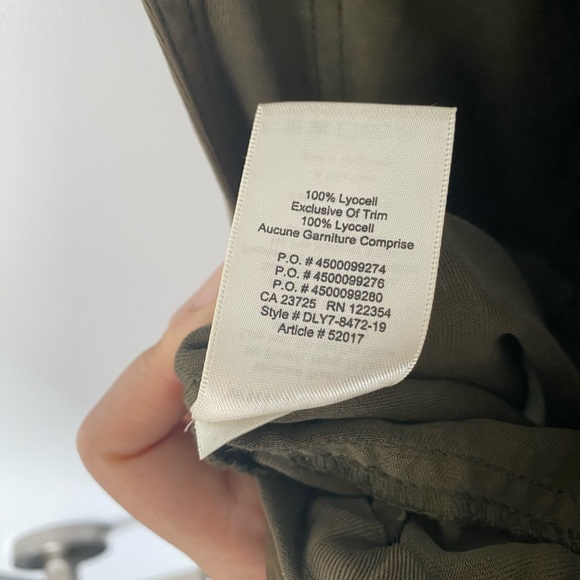 100% Lyocell
Exclusive Of Trim
100% Lyocell
Aucune Garniture Comprise
P.O. # 4500099274
P.O. # 4500099276
P.O. # 4500099280
CA 23725 RN 122354
Style # DLY7-8472-19
Article # 52017